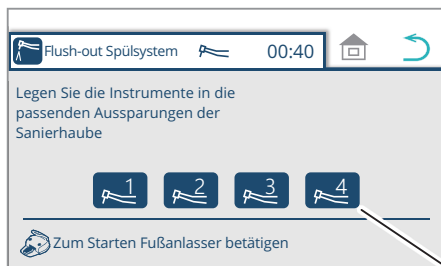 Flush-out Spülsystem 00:40
Legen Sie die Instrumente in die
passenden Aussparungen der
Sanierhaube
1 2 3 4
Zum Starten Fußanlasser betätigen